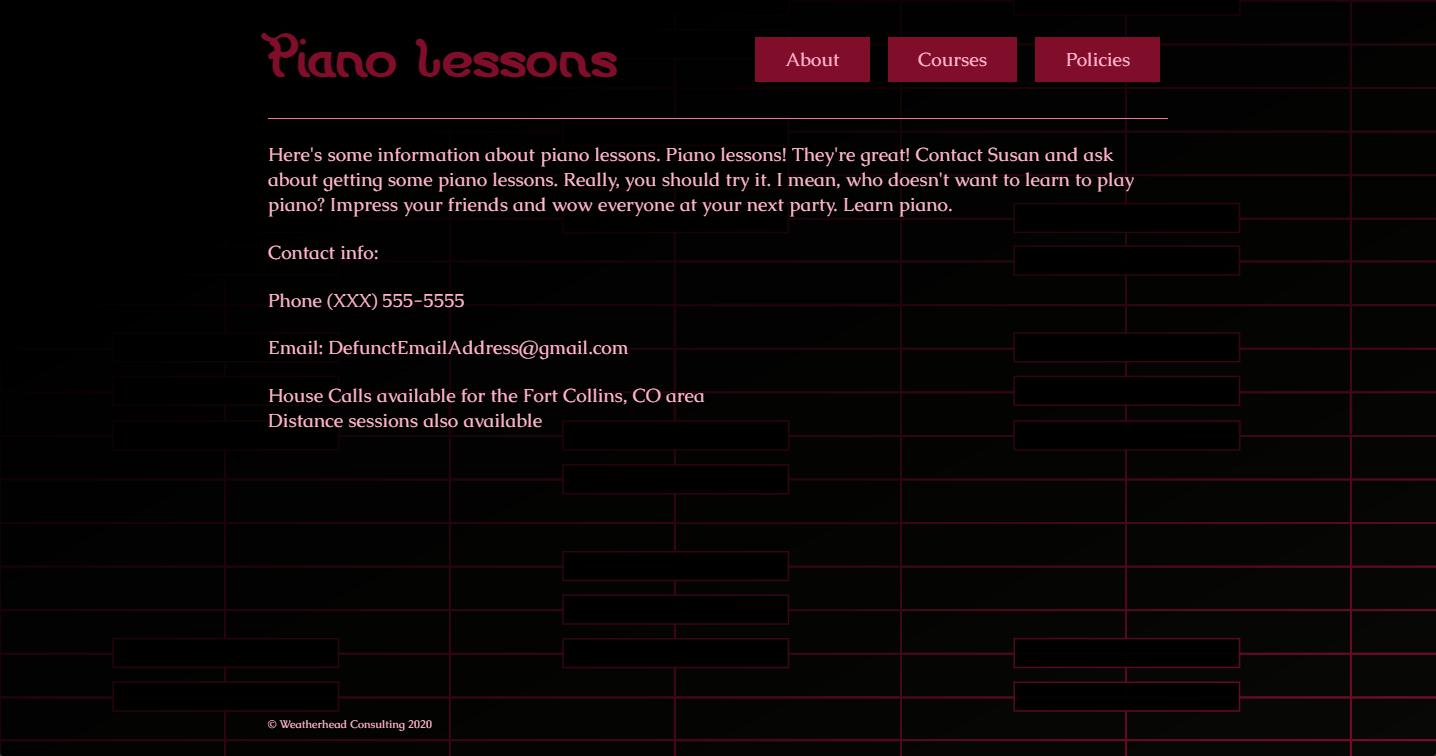 Piano Lessons
About
Courses
Policies
Here's some information about piano lessons. Piano lessons! They're great! Contact Susan and ask
about getting some piano lessons. Really, you should try it. I mean, who doesn't want to learn to play
piano? Impress your friends and wow everyone at your next party. Learn piano.
Contact info:
Phone (XXX) 555-5555
Email: DefunctEmailAddress@gmail.com
House Calls available for the Fort Collins, CO area
Distance sessions also available
© Weatherhead Consulting 2020